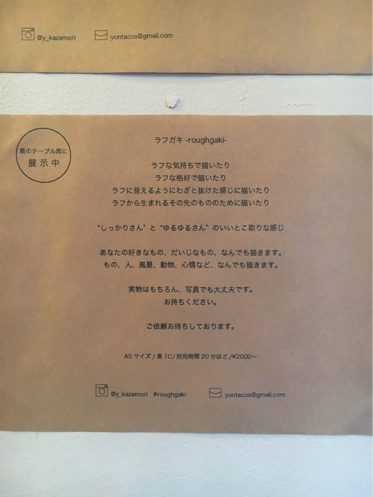 @y_kazamori yontacos@gmail.com
奥のテーブル席に
展示中
ラフガキ -roughgaki-
ラフな気持ちで描いたり
ラフな格好で描いたり
ラフに見えるようにわざと抜けた感じに描いたり
ラフから生まれるその先のもののために描いたり
"しっかりさん" と "ゆるゆるさん" のいいとこ取りな感じ
あなたの好きなもの、だいじなもの、なんでも描きます。
もの、人、風景、動物、心情など、なんでも描きます。
実物はもちろん、写真でも大丈夫です。
お持ちください。
ご依頼お待ちしております。
A5 サイズ / 墨 1C/ 所用時間 20 分ほど /¥2000〜
@y_kazamori #roughgaki yontacos@gmail.com